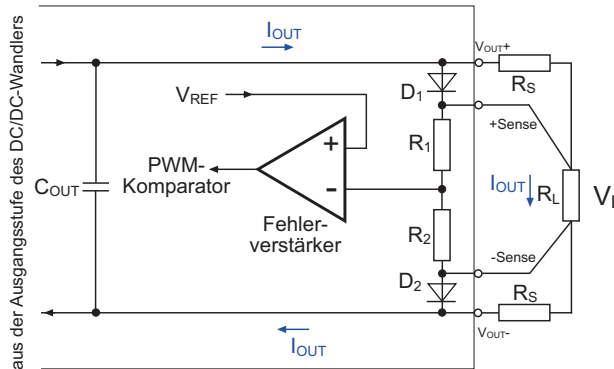 aus der Ausgangsstufe des DC/DC-Wandlers
IOUT
VOUT+
RS
D1
VREF
+Sense
R1
+
PWM-
Komparator
-
COUT
IOUT
RL
VL
Fehler-
verstärker
R2
-Sense
D2
RS
VOUT-
IOUT